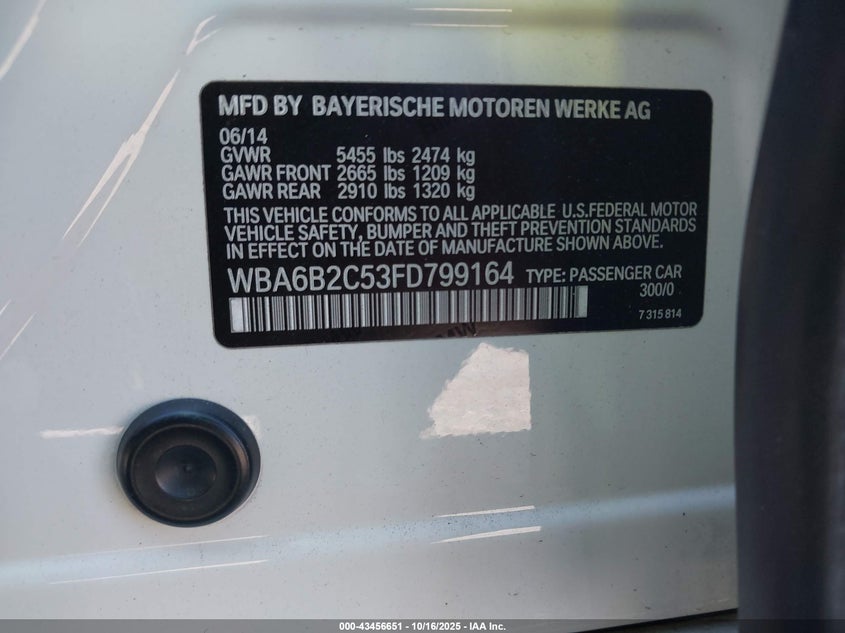 MFD BY BAYERISCHE MOTOREN WERKE AG
06/14
GVWR 5455 lbs 2474 kg
GAWR FRONT 2665 lbs 1209 kg
GAWR REAR 2910 lbs 1320 kg
THIS VEHICLE CONFORMS TO ALL APPLICABLE U.S.FEDERAL MOTOR
VEHICLE SAFETY, BUMPER AND THEFT PREVENTION STANDARDS
IN EFFECT ON THE DATE OF MANUFACTURE SHOWN ABOVE.
WBA6B2C53FD799164 TYPE: PASSENGER CAR
300/0
7 315 814
000-43456651 | 10/16/2025 – IAA Inc.